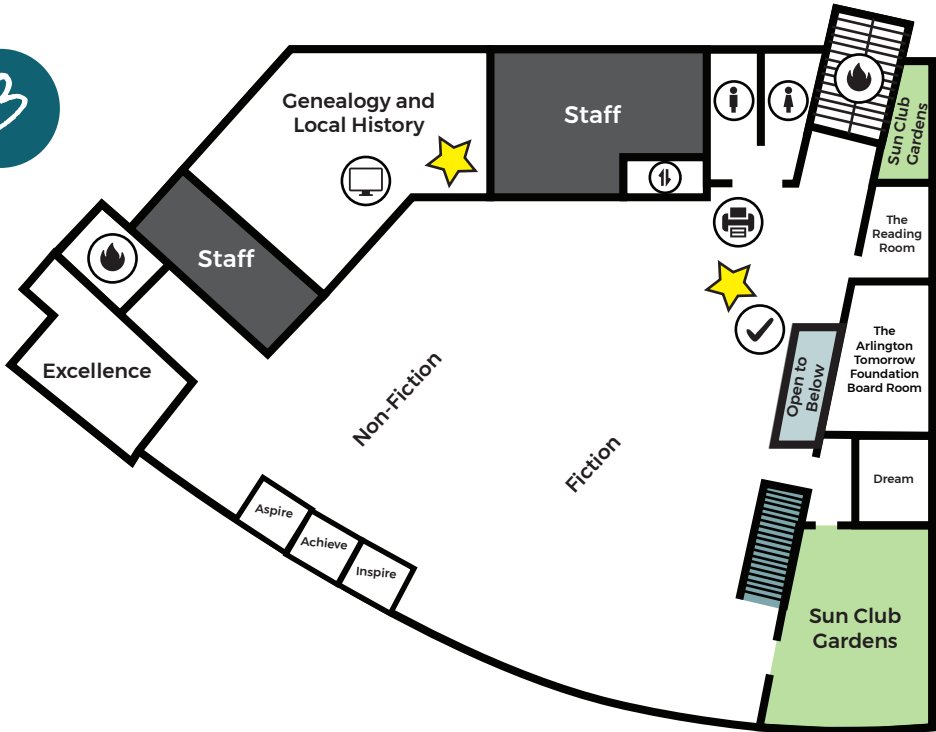 3
Genealogy and
Local History
Staff
Sun Club
Gardens
The
Reading
Room
Staff
Excellence
The
Arlington
Tomorrow
Foundation
Board Room
Open to
Below
Non-Fiction
Fiction
Dream
Aspire
Achieve
Inspire
Sun Club
Gardens